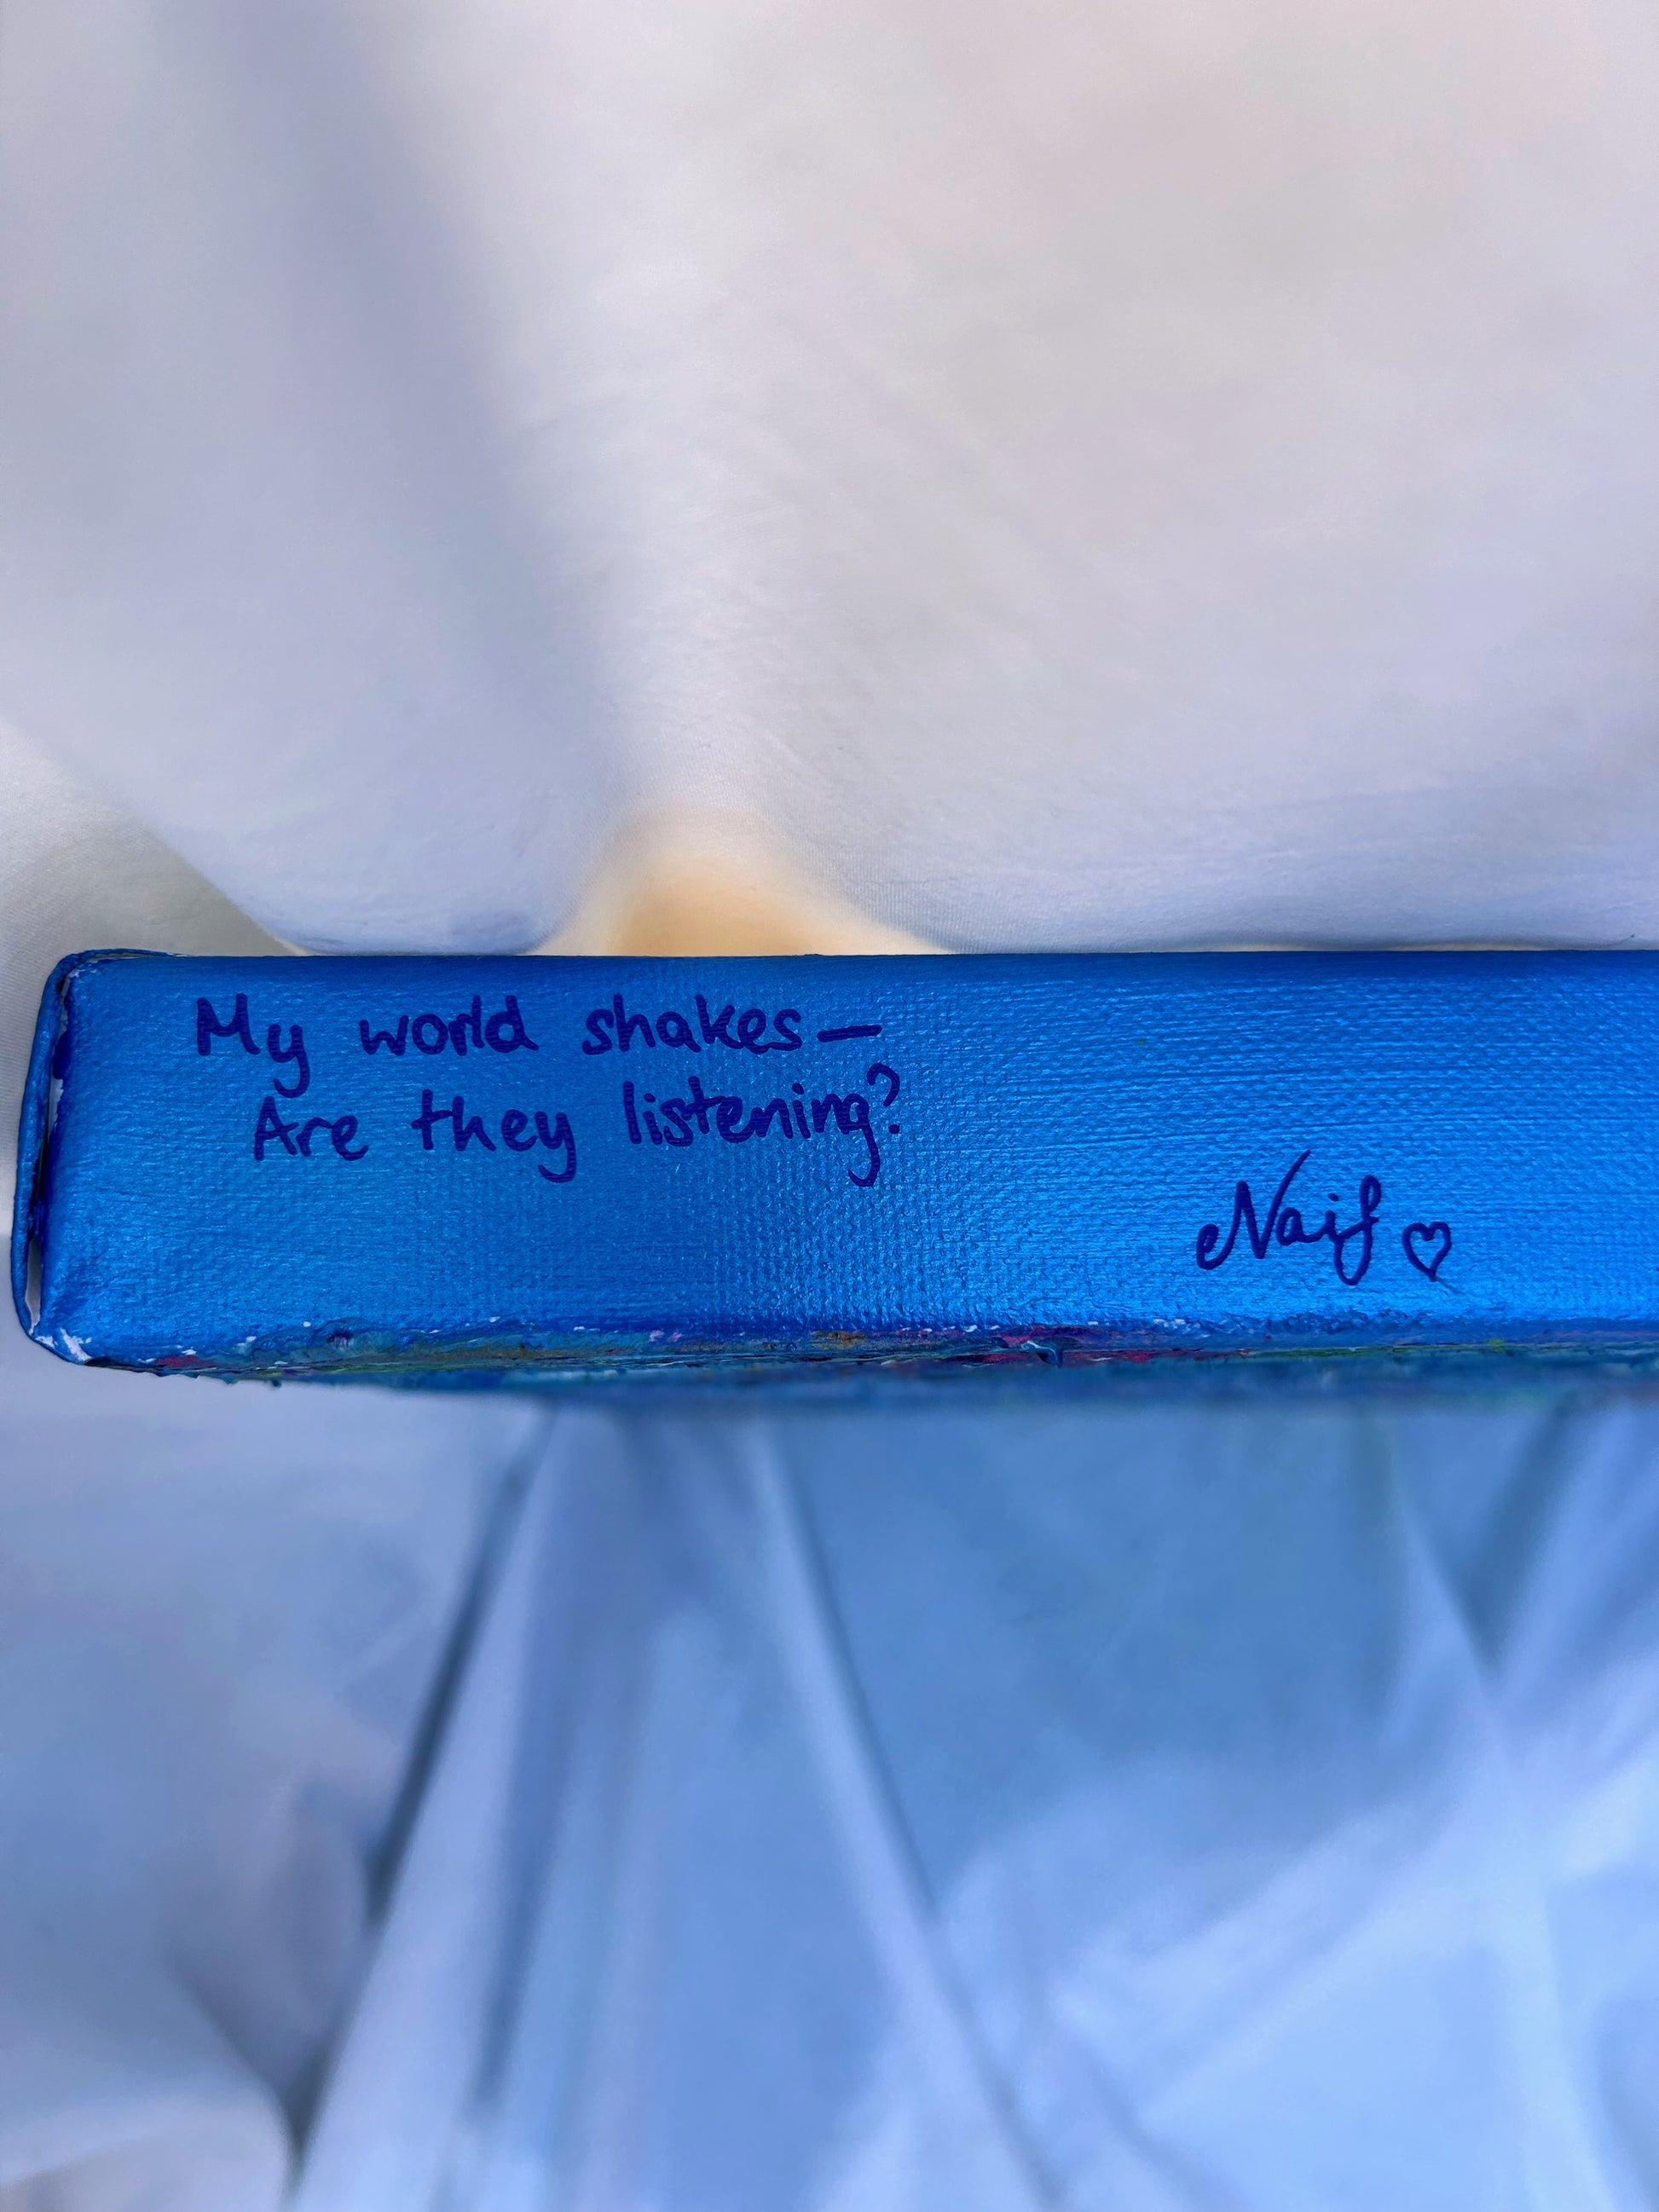 My world shakes—
Are they listening?
Naif ♡